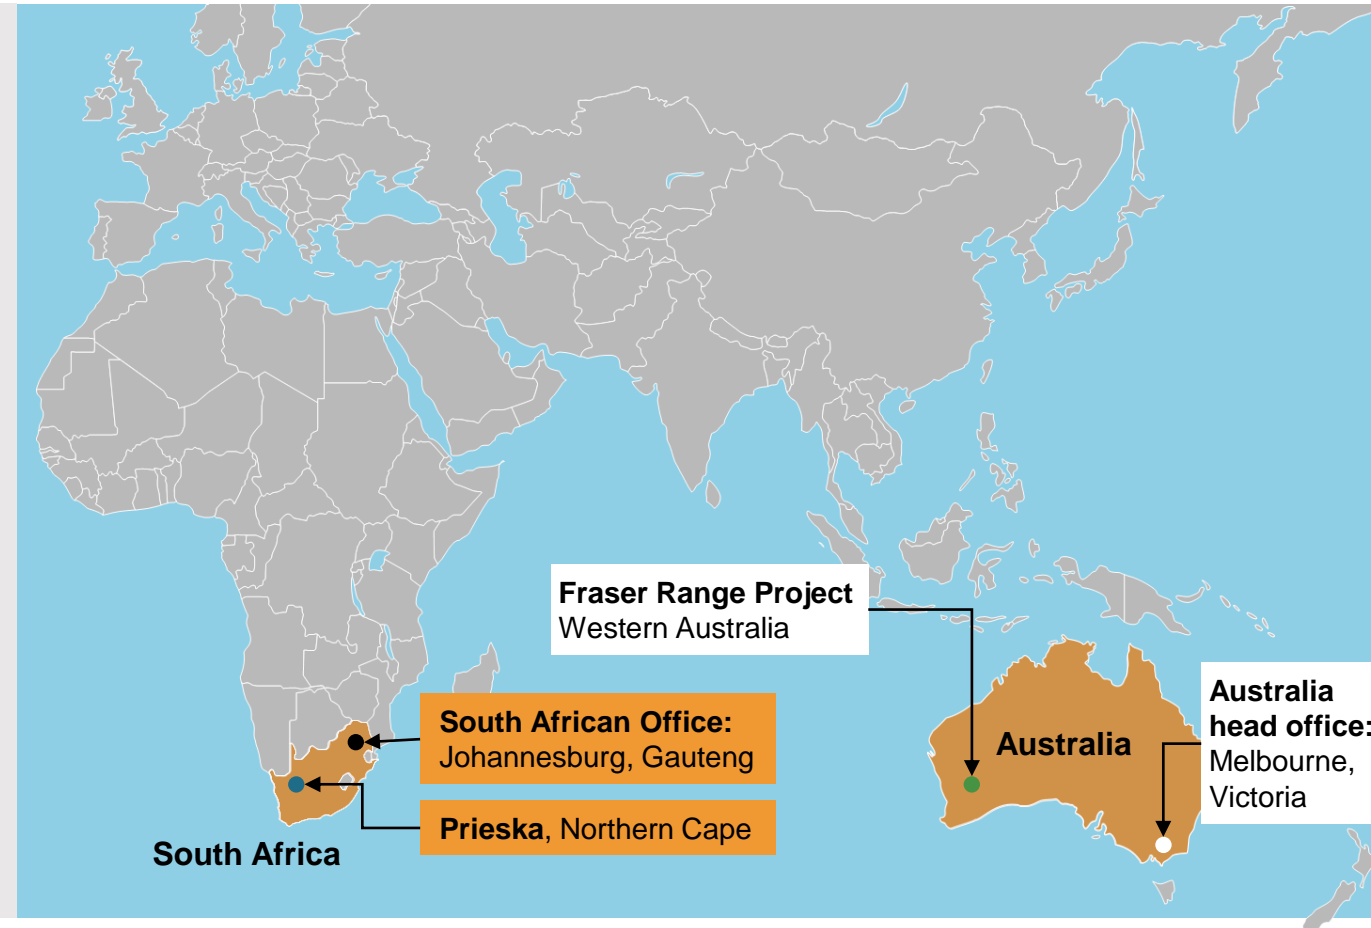 Fraser Range Project
Western Australia
Australia
head office:
Melbourne,
Victoria
South African Office:
Johannesburg, Gauteng
Australia
Prieska, Northern Cape
South Africa